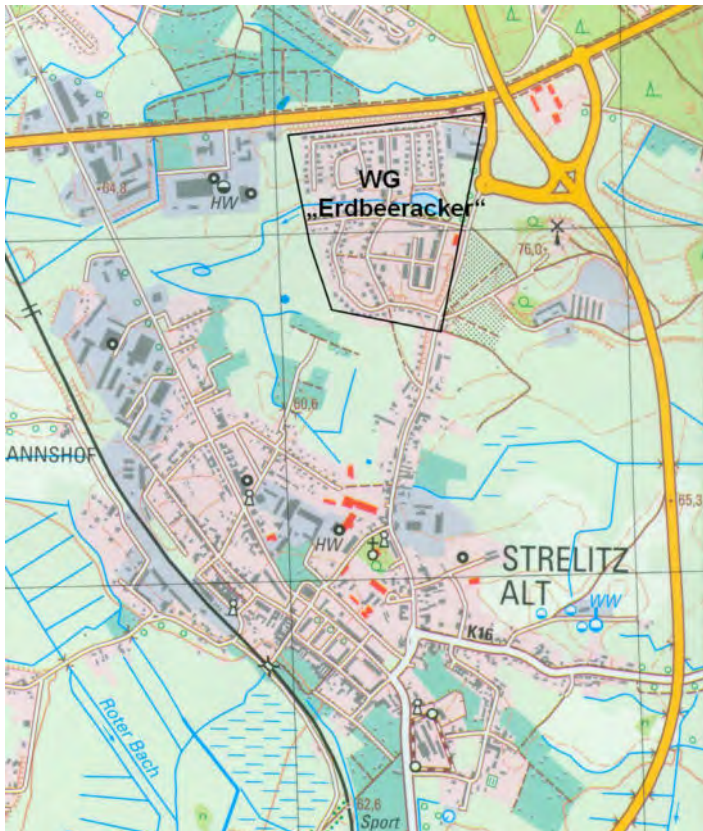 WG
„Erdbeeracker“
64,8
HW
76,0
60,6
ANNSHOF
65,3
HW
STRELITZ
ALT
WW
K16
Roter Bach
62,6
Sport